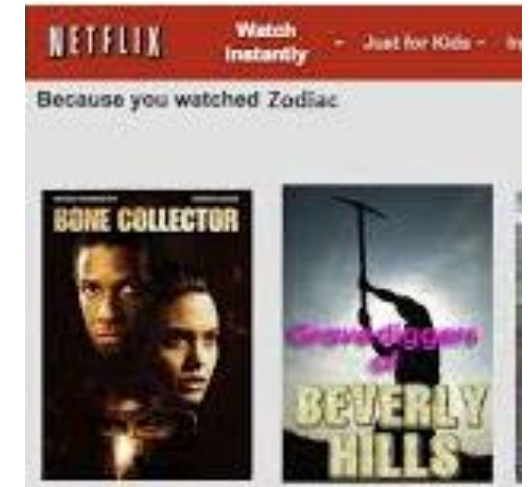 NETFLIX
Watch
Instantly
Just for Kids
Because you watched Zodiac
BONE COLLECTOR
Gravediggers
of
BEVERLY
HILLS